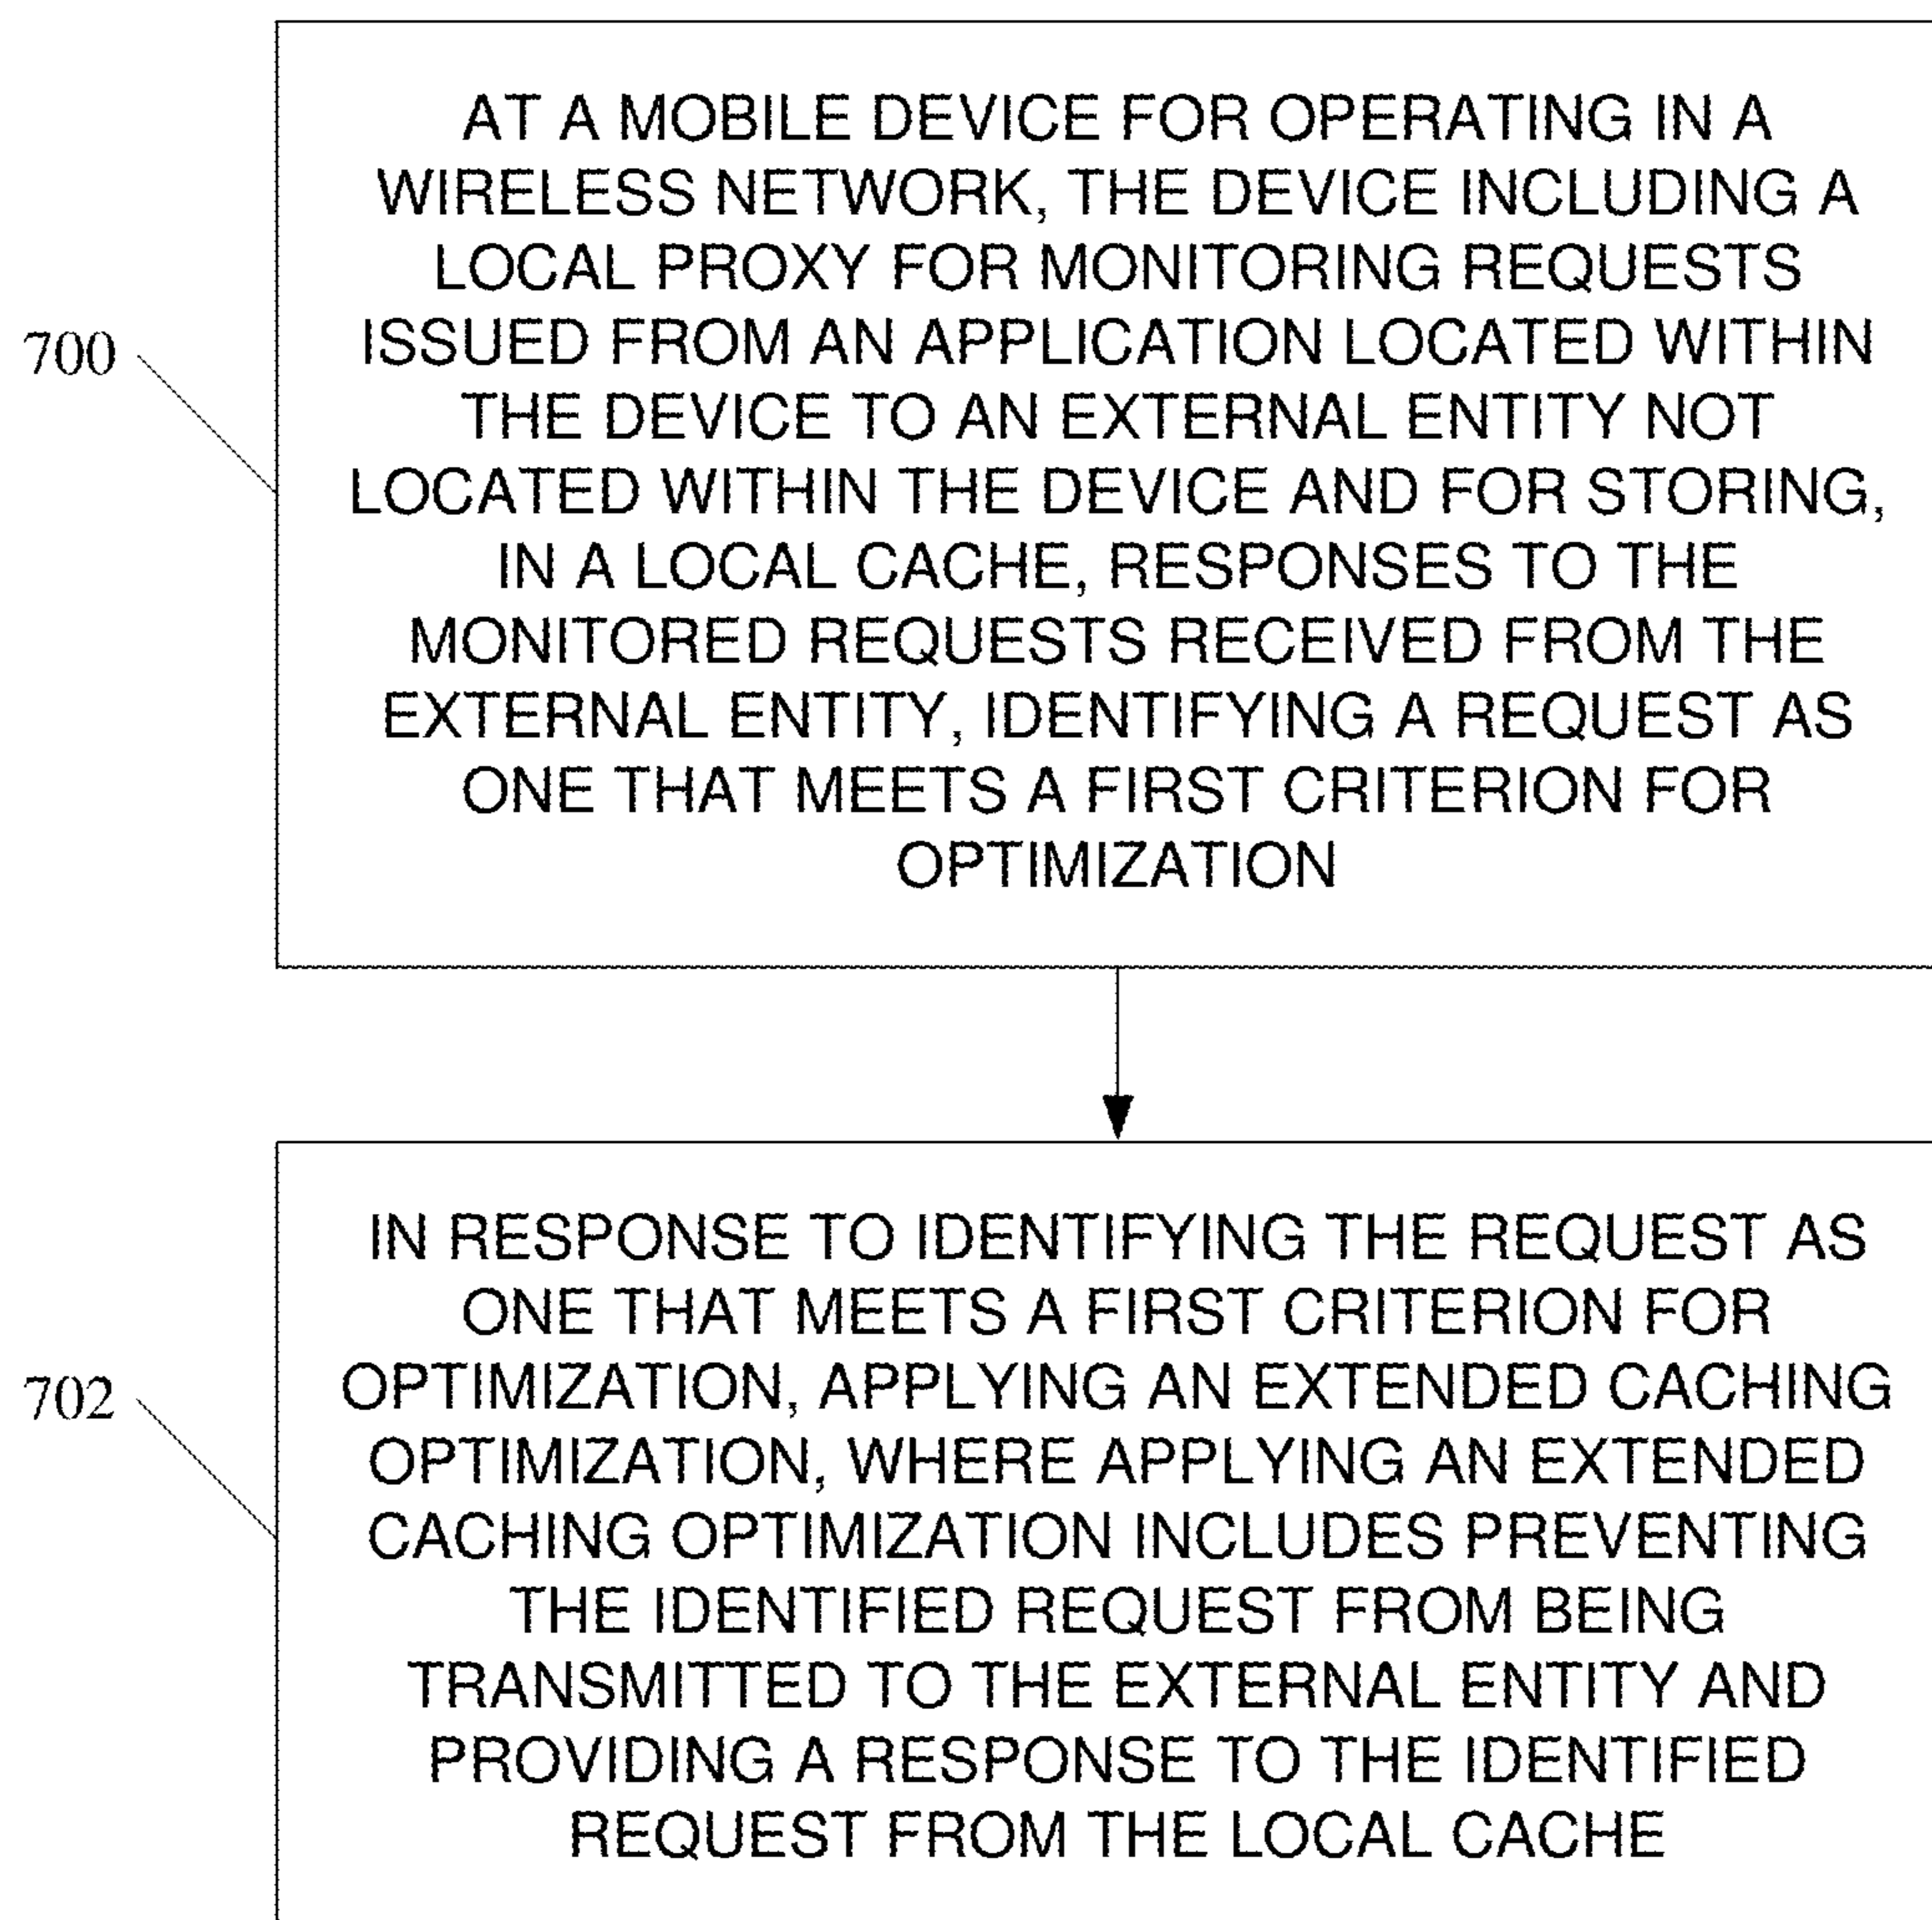 AT A MOBILE DEVICE FOR OPERATING IN A
WIRELESS NETWORK, THE DEVICE INCLUDING A
LOCAL PROXY FOR MONITORING REQUESTS
ISSUED FROM AN APPLICATION LOCATED WITHIN
THE DEVICE TO AN EXTERNAL ENTITY NOT
LOCATED WITHIN THE DEVICE AND FOR STORING,
IN A LOCAL CACHE, RESPONSES TO THE
MONITORED REQUESTS RECEIVED FROM THE
EXTERNAL ENTITY, IDENTIFYING A REQUEST AS
ONE THAT MEETS A FIRST CRITERION FOR
OPTIMIZATION
700
IN RESPONSE TO IDENTIFYING THE REQUEST AS
ONE THAT MEETS A FIRST CRITERION FOR
OPTIMIZATION, APPLYING AN EXTENDED CACHING
OPTIMIZATION, WHERE APPLYING AN EXTENDED
CACHING OPTIMIZATION INCLUDES PREVENTING
THE IDENTIFIED REQUEST FROM BEING
TRANSMITTED TO THE EXTERNAL ENTITY AND
PROVIDING A RESPONSE TO THE IDENTIFIED
REQUEST FROM THE LOCAL CACHE
702